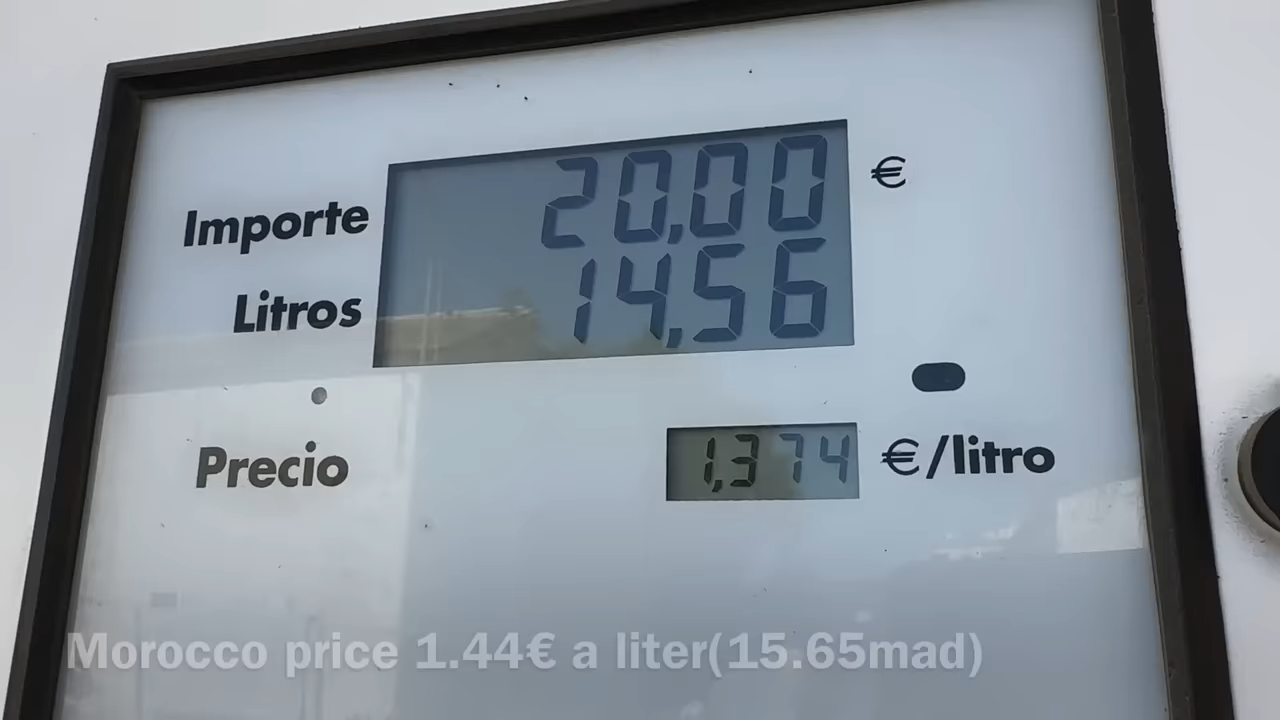 Importe 20,00 €
Litros 14,56
Precio 1,374 €/litro
Morocco price 1.44€ a liter(15.65mad)